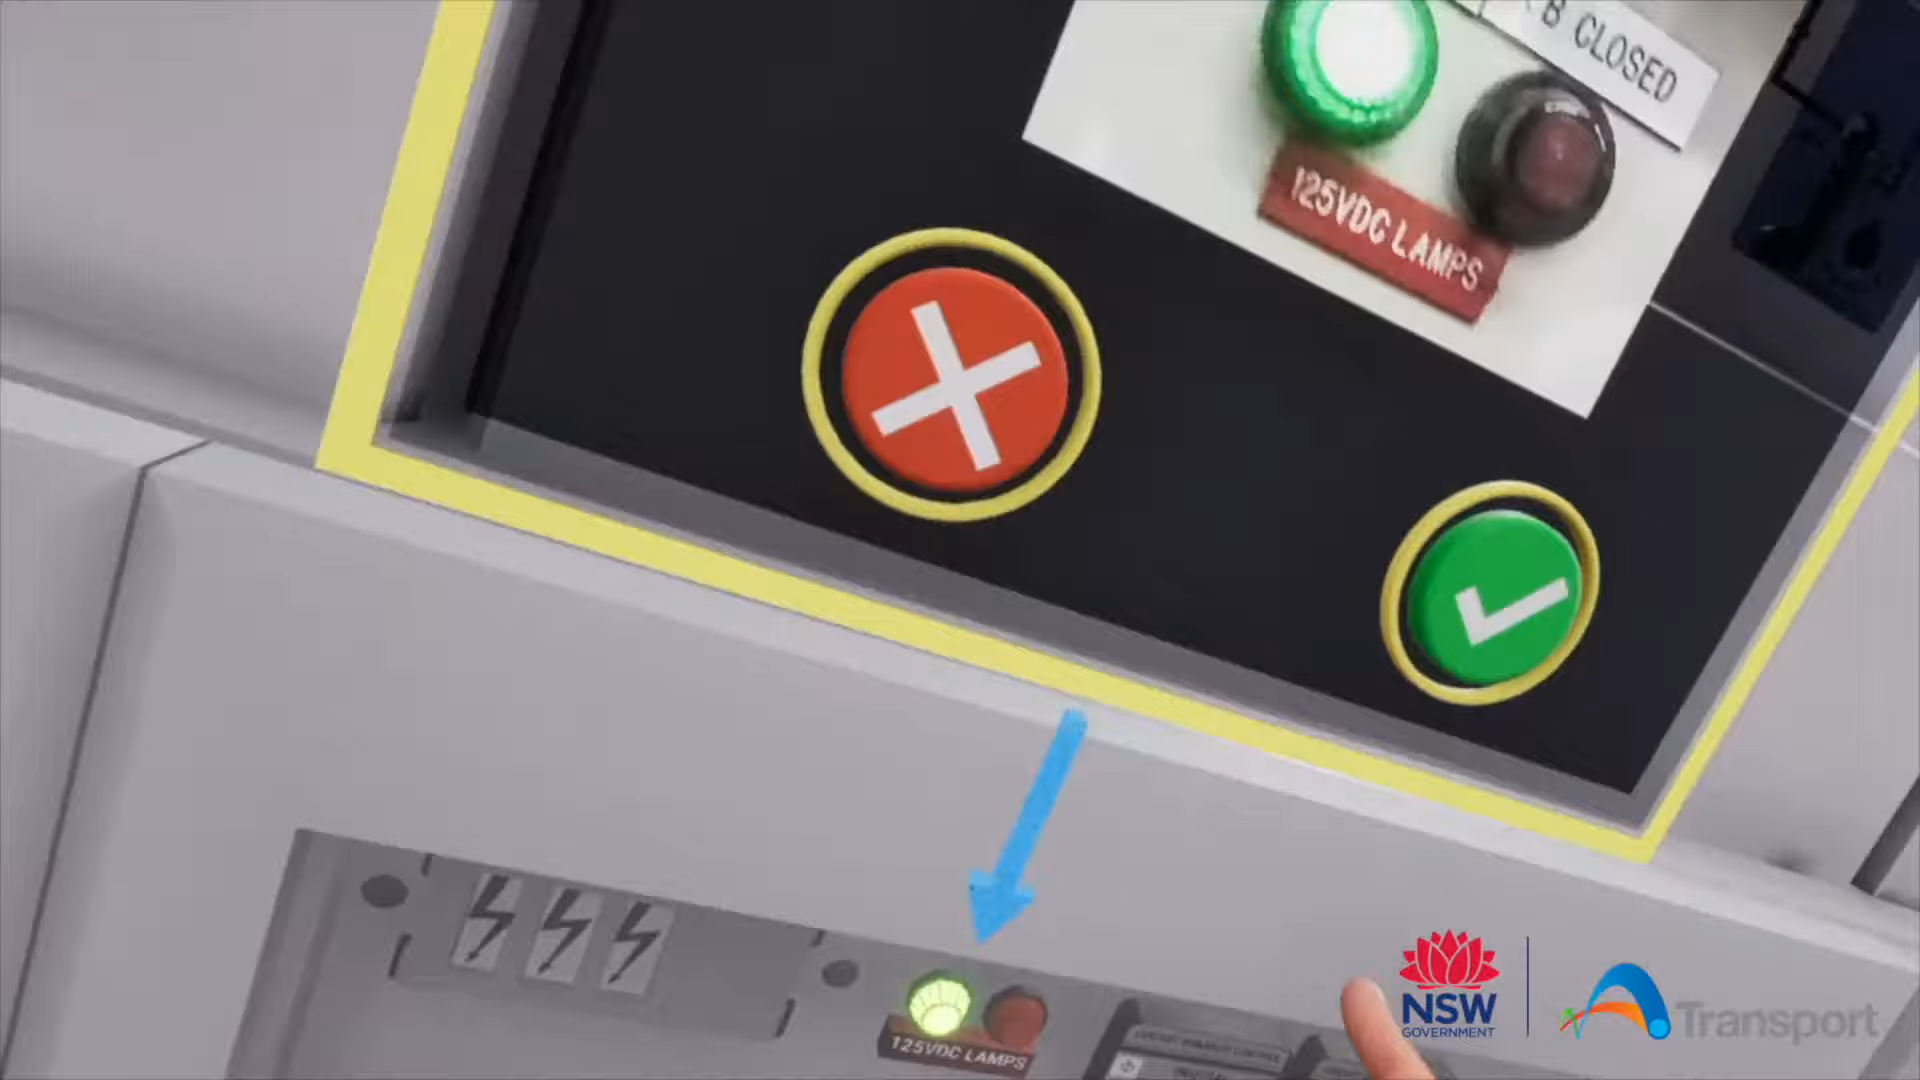 B CLOSED
125VDC LAMPS
125VDC LAMPS
NSW
GOVERNMENT
Transport